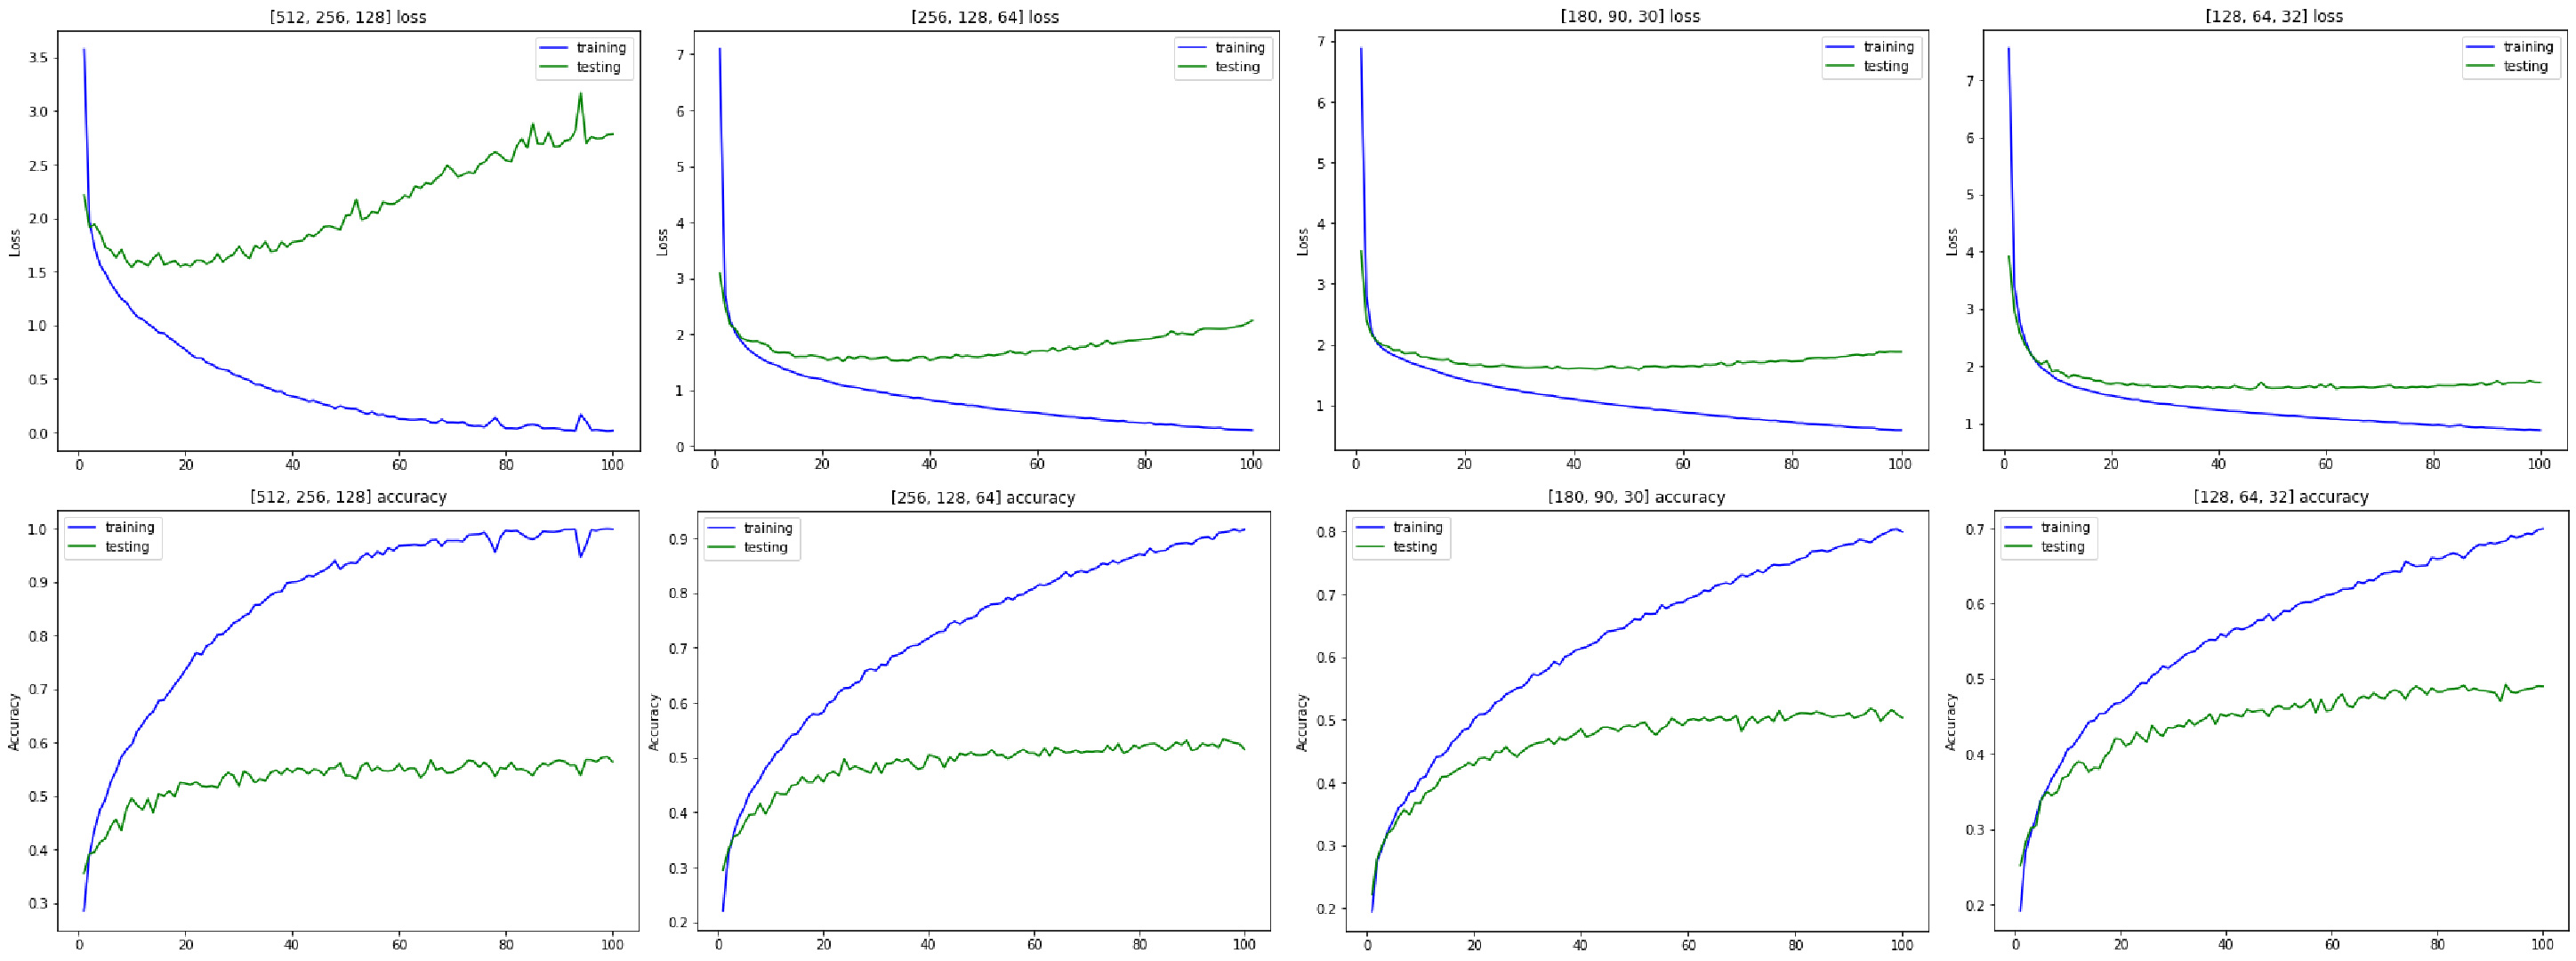 [512, 256, 128] loss
training
testing
Loss
3.5
3.0
2.5
2.0
1.5
1.0
0.5
0.0
0 20 40 60 80 100
[256, 128, 64] loss
training
testing
Loss
7
6
5
4
3
2
1
0
0 20 40 60 80 100
[180, 90, 30] loss
training
testing
Loss
7
6
5
4
3
2
1
0 20 40 60 80 100
[128, 64, 32] loss
training
testing
Loss
7
6
5
4
3
2
1
0 20 40 60 80 100
[512, 256, 128] accuracy
training
testing
Accuracy
1.0
0.9
0.8
0.7
0.6
0.5
0.4
0.3
0 20 40 60 80 100
[256, 128, 64] accuracy
training
testing
Accuracy
0.9
0.8
0.7
0.6
0.5
0.4
0.3
0.2
0 20 40 60 80 100
[180, 90, 30] accuracy
training
testing
Accuracy
0.8
0.7
0.6
0.5
0.4
0.3
0.2
0 20 40 60 80 100
[128, 64, 32] accuracy
training
testing
Accuracy
0.7
0.6
0.5
0.4
0.3
0.2
0 20 40 60 80 100